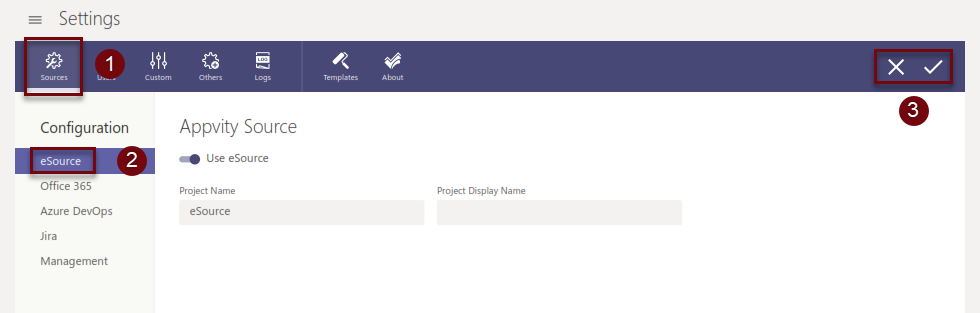 Settings
Sources 1 Users Custom Others LOG Logs Templates About
3
Configuration
Appvity Source
eSource 2
Use eSource
Office 365
Azure DevOps
Jira
Management
Project Name Project Display Name
eSource